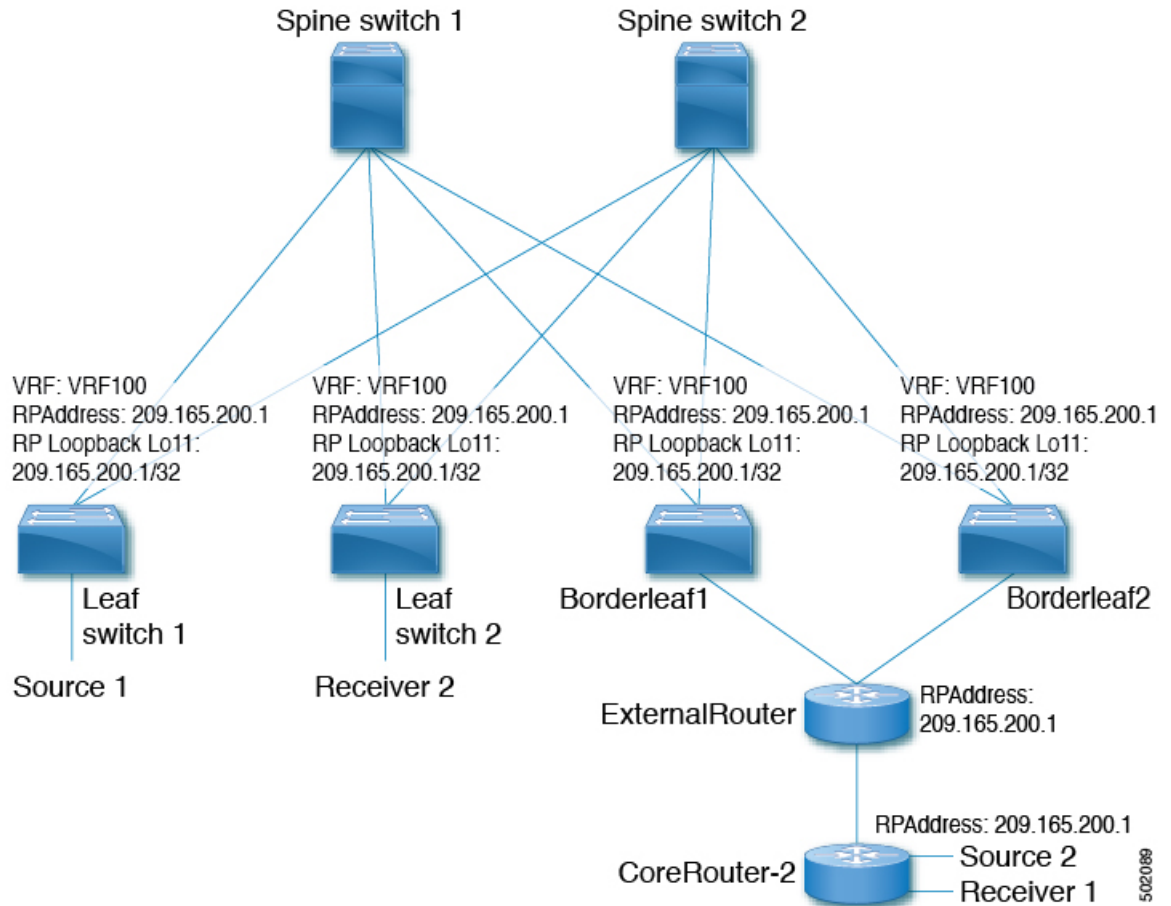 Spine switch 1
Spine switch 2
VRF: VRF100
RPAddress: 209.165.200.1
RP Loopback Lo11:
209.165.200.1/32
VRF: VRF100
RPAddress: 209.165.200.1
RP Loopback Lo11:
209.165.200.1/32
VRF: VRF100
RPAddress: 209.165.200.1
RP Loopback Lo11:
209.165.200.1/32
VRF: VRF100
RPAddress: 209.165.200.1
RP Loopback Lo11:
209.165.200.1/32
Leaf
switch 1
Source 1
Leaf
switch 2
Receiver 2
Borderleaf1
Borderleaf2
ExternalRouter
RPAddress:
209.165.200.1
RPAddress: 209.165.200.1
CoreRouter-2
Source 2
Receiver 1
502089